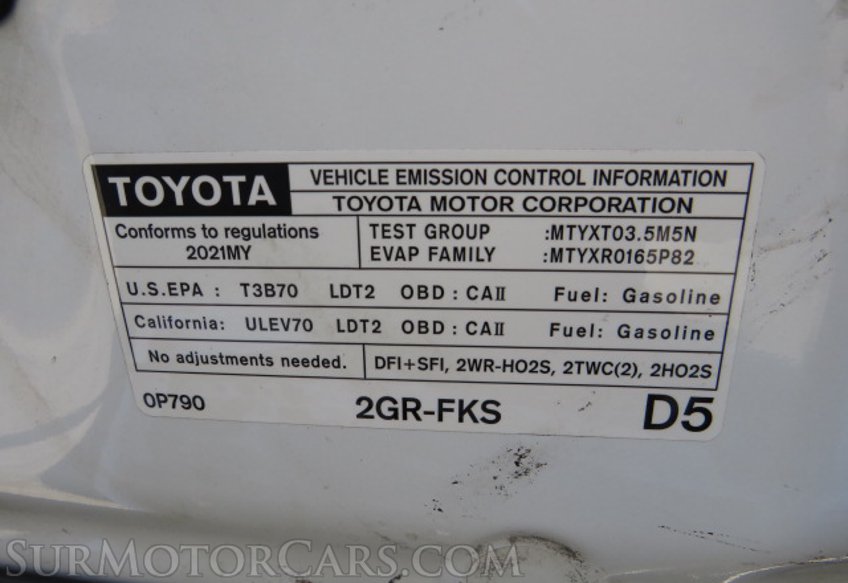 TOYOTA
VEHICLE EMISSION CONTROL INFORMATION
TOYOTA MOTOR CORPORATION
Conforms to regulations
2021MY
TEST GROUP :MTYXT03.5M5N
EVAP FAMILY :MTYXR0165P82
U.S.EPA : T3B70 LDT2 OBD : CAII Fuel: Gasoline
California: ULEV70 LDT2 OBD : CAII Fuel: Gasoline
No adjustments needed.
DFI+SFI, 2WR-HO2S, 2TWC(2), 2HO2S
0P790 2GR-FKS D5
SURMOTORCARS.COM